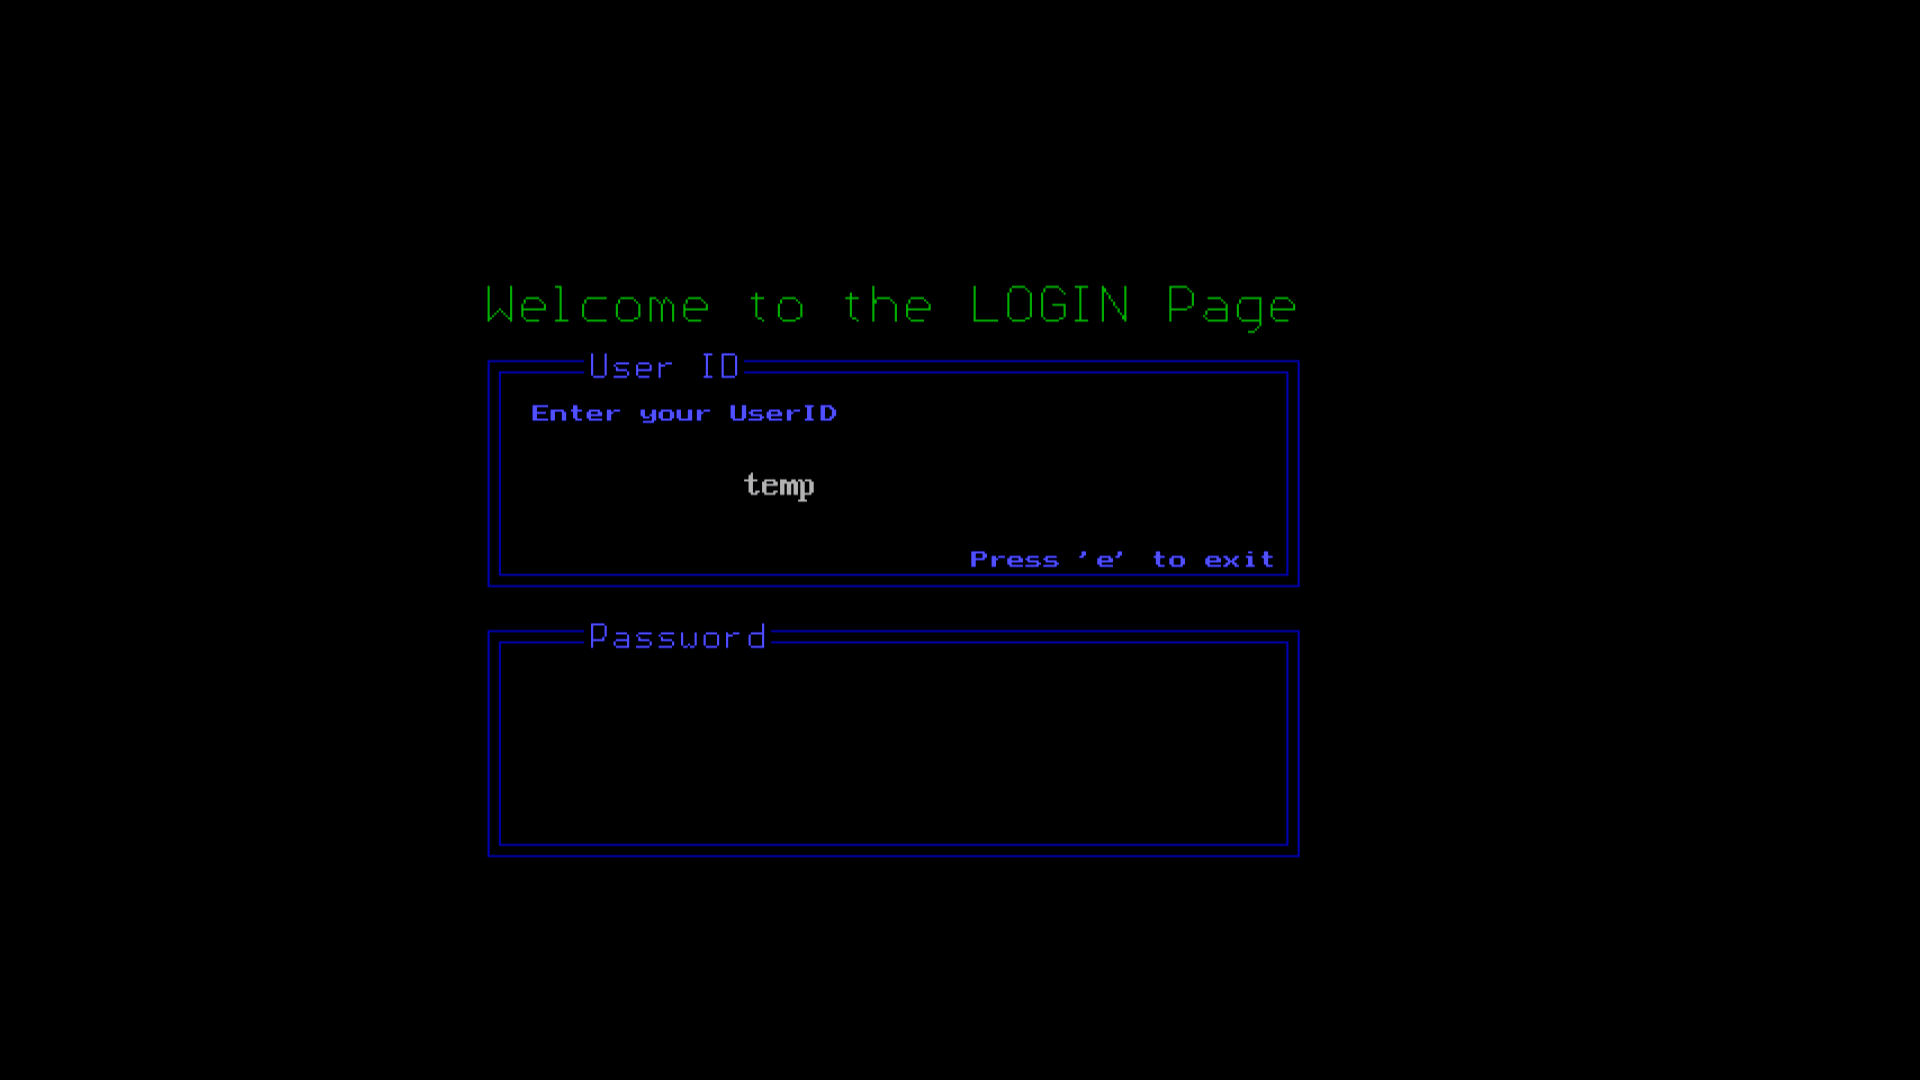 Welcome to the LOGIN Page
User ID
Enter your UserID
temp
Press 'e' to exit
Password